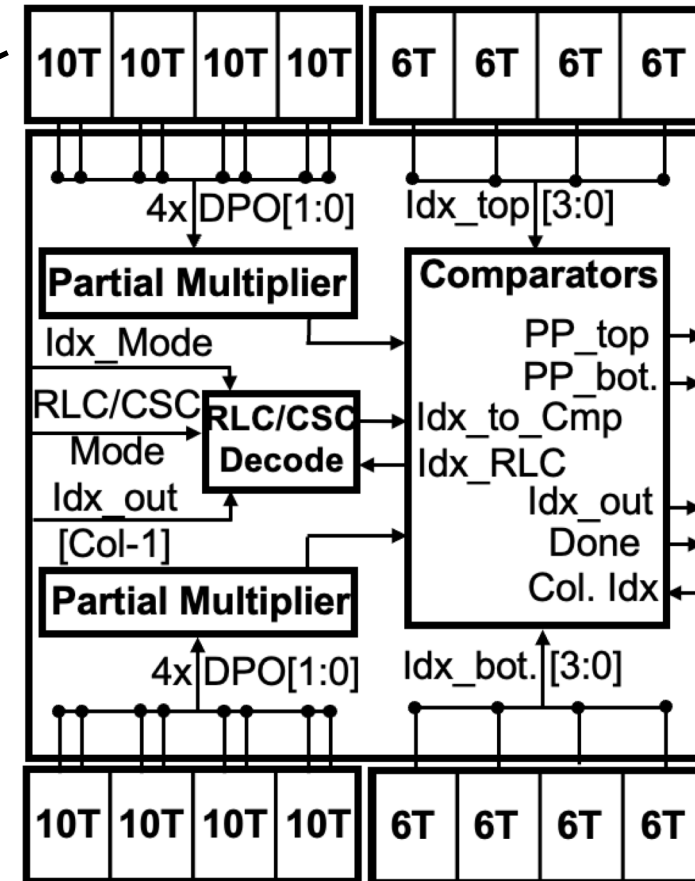 10T 10T 10T 10T 6T 6T 6T 6T
4x DPO[1:0] Idx_top [3:0]
Partial Multiplier
Comparators
PP_top
PP_bot.
Idx_Mode
RLC/CSC
Mode
RLC/CSC
Decode
Idx_to_Cmp
Idx_RLC
Idx_out
[Col-1]
Idx_out
Done
Col. Idx
Partial Multiplier
4x DPO[1:0] Idx_bot. [3:0]
10T 10T 10T 10T 6T 6T 6T 6T